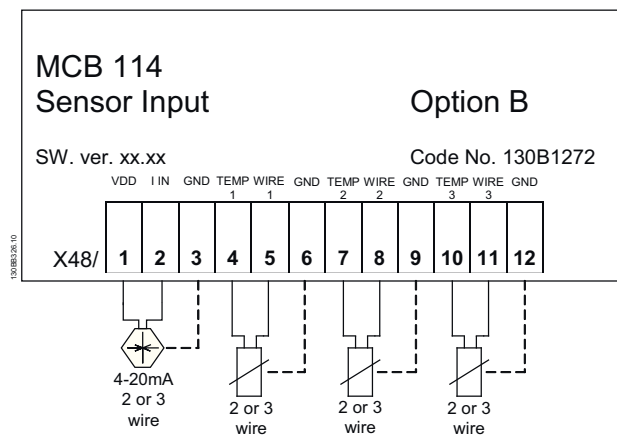 MCB 114
Sensor Input Option B
SW. ver. xx.xx Code No. 130B1272
VDD I IN GND TEMP WIRE GND TEMP WIRE GND TEMP WIRE GND
1 1 2 2 3 3
X48/ 1 2 3 4 5 6 7 8 9 10 11 12
130BB326.10
4-20mA
2 or 3
wire
2 or 3
wire
2 or 3
wire
2 or 3
wire